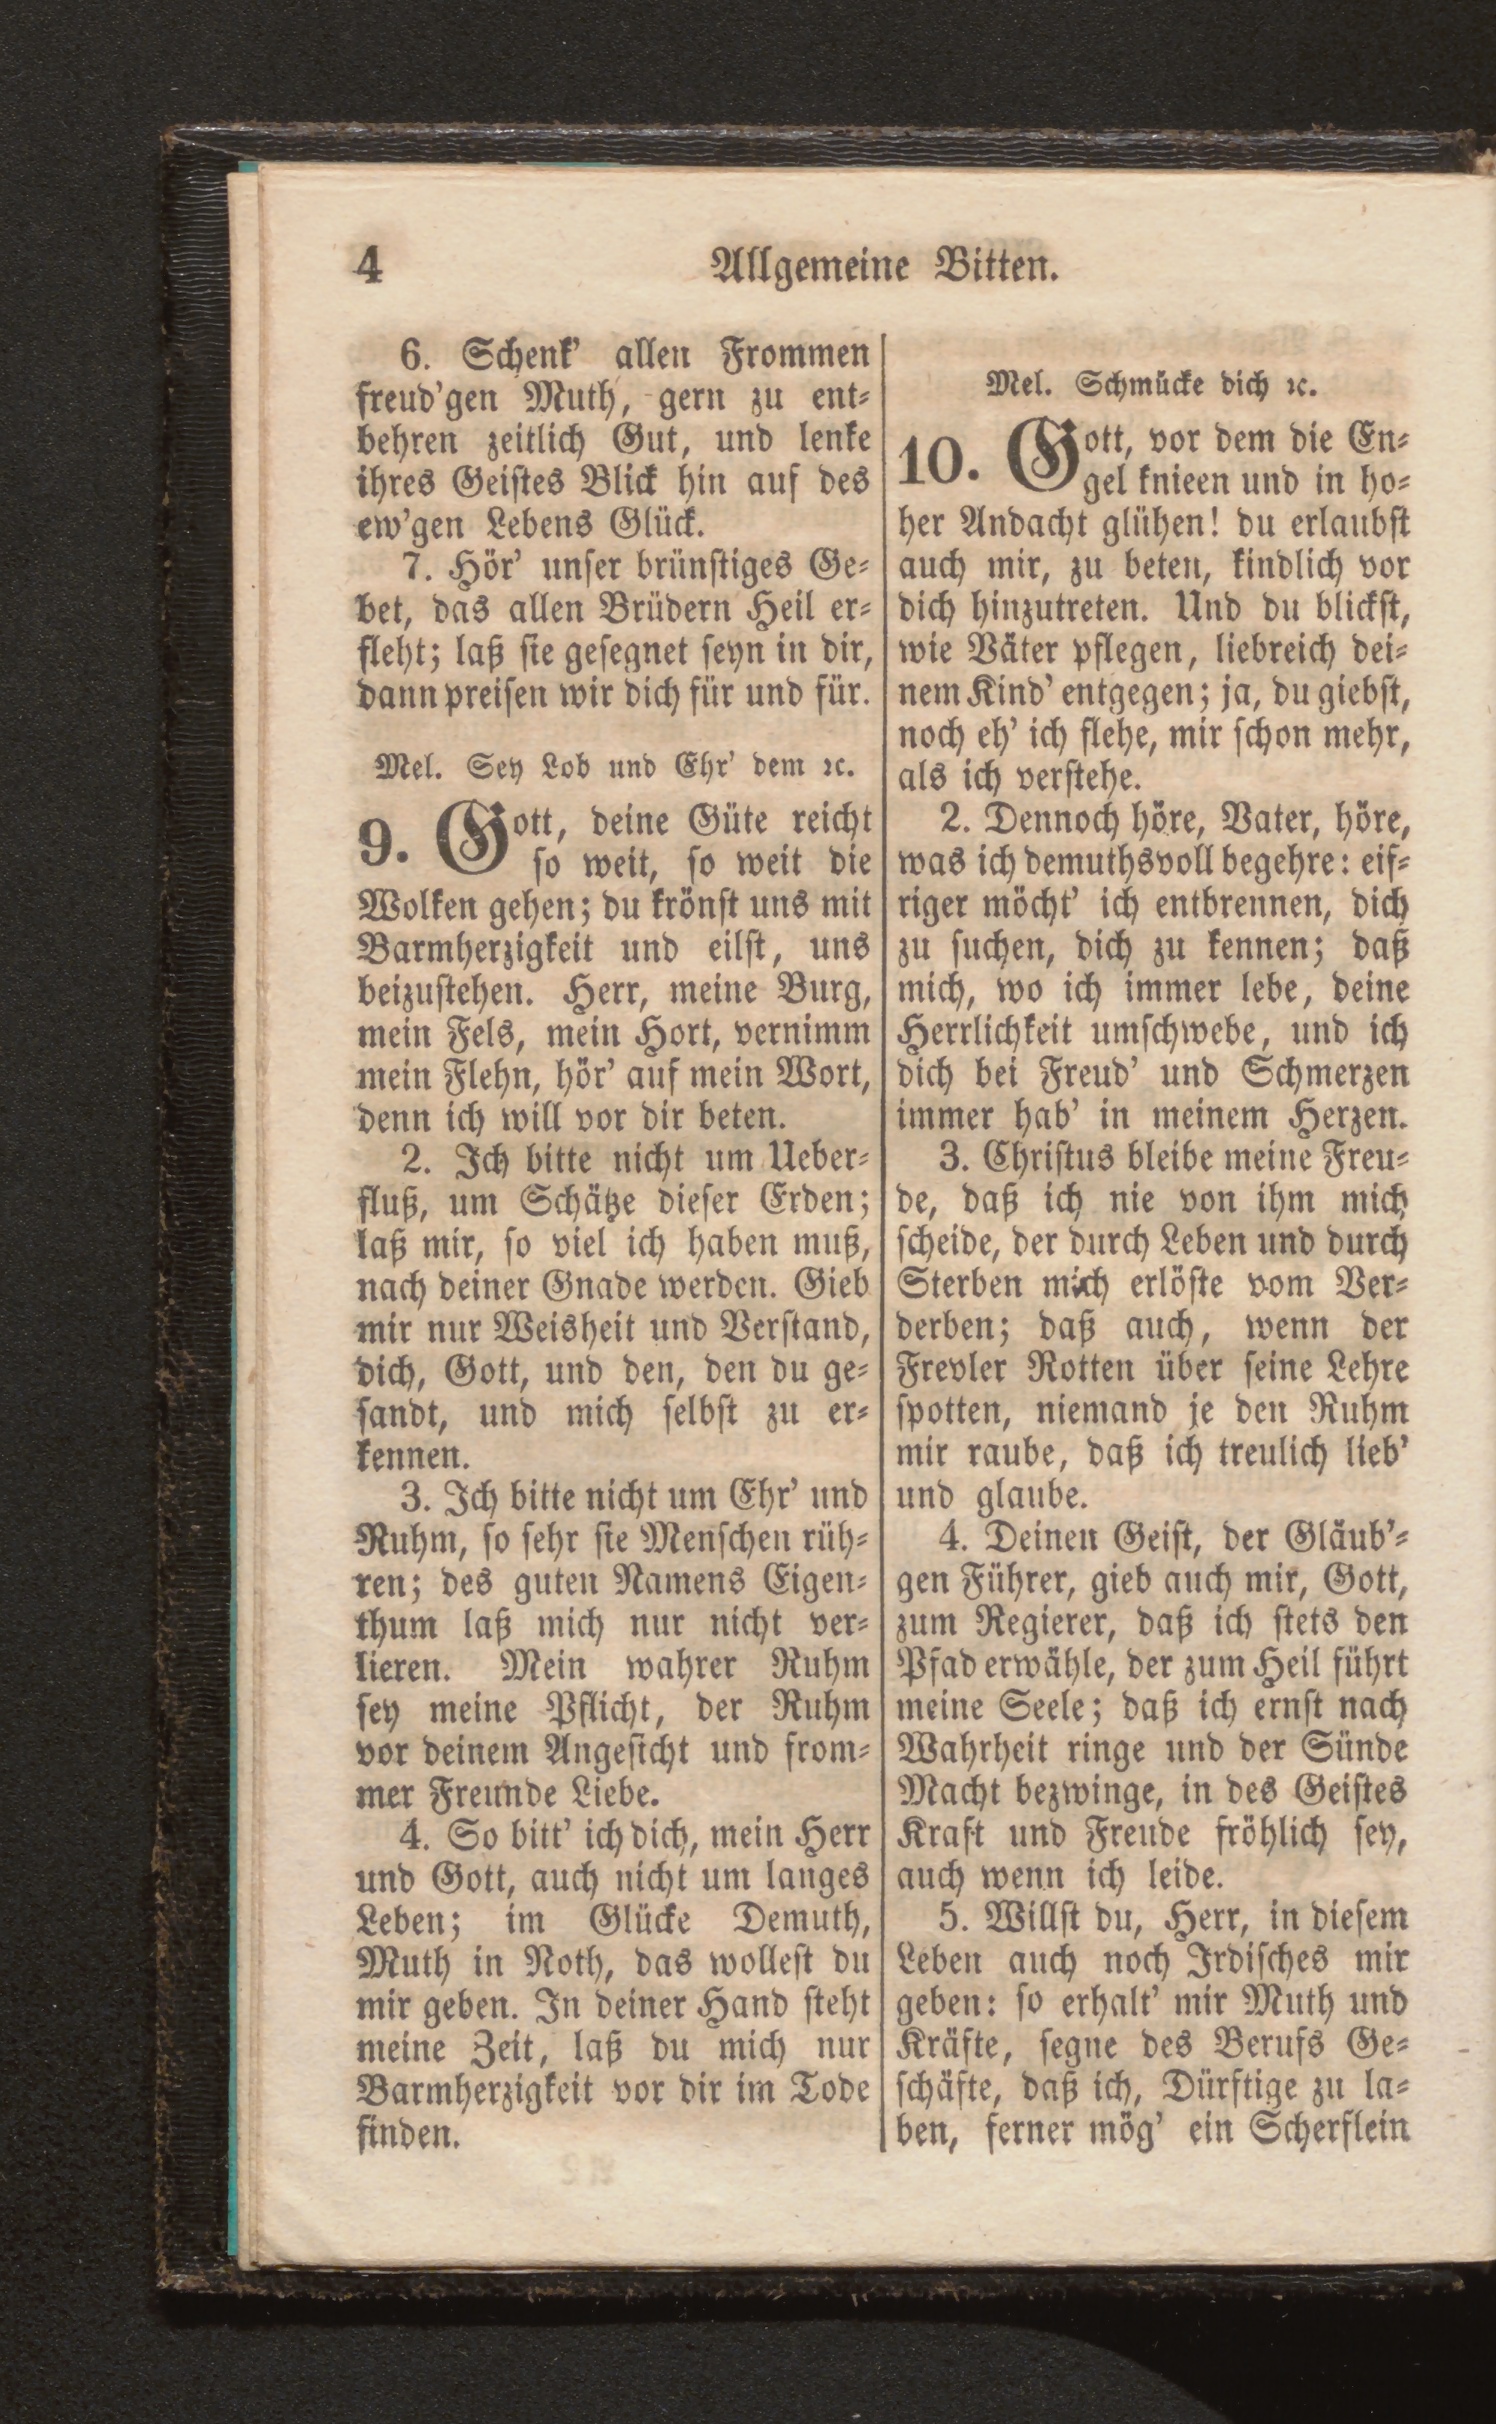 4
Allgemeine Bitten.
6. Schenk' allen Frommen
freud'gen Muth, gern zu ent-
behren zeitlich Gut, und lenke
ihres Geistes Blick hin auf des
ew'gen Lebens Glück.
7. Hör' unser brünstiges Ge-
bet, das allen Brüdern Heil er-
fleht; laß sie gesegnet seyn in dir,
dann preisen wir dich für und für.
Mel. Sey Lob und Ehr' dem ꝛc.
9. Gott, deine Güte reicht
so weit, so weit die
Wolken gehen; du krönst uns mit
Barmherzigkeit und eilst, uns
beizustehen. Herr, meine Burg,
mein Fels, mein Hort, vernimm
mein Flehn, hör' auf mein Wort,
denn ich will vor dir beten.
2. Ich bitte nicht um Ueber-
fluß, um Schätze dieser Erden;
laß mir, so viel ich haben muß,
nach deiner Gnade werden. Gieb
mir nur Weisheit und Verstand,
dich, Gott, und den, den du ge-
sandt, und mich selbst zu er-
kennen.
3. Ich bitte nicht um Ehr' und
Ruhm, so sehr sie Menschen rüh-
ren; des guten Namens Eigen-
thum laß mich nur nicht ver-
lieren. Mein wahrer Ruhm
sey meine Pflicht, der Ruhm
vor deinem Angesicht und from-
mer Freunde Liebe.
4. So bitt' ich dich, mein Herr
und Gott, auch nicht um langes
Leben; im Glücke Demuth,
Muth in Noth, das wollest du
mir geben. In deiner Hand steht
meine Zeit, laß du mich nur
Barmherzigkeit vor dir im Tode
finden.
Mel. Schmücke dich ꝛc.
10. Gott, vor dem die En-
gel knieen und in ho-
her Andacht glühen! du erlaubst
auch mir, zu beten, kindlich vor
dich hinzutreten. Und du blickst,
wie Väter pflegen, liebreich dei-
nem Kind' entgegen; ja, du giebst,
noch eh' ich flehe, mir schon mehr,
als ich verstehe.
2. Dennoch höre, Vater, höre,
was ich demuthsvoll begehre: eif-
riger möcht' ich entbrennen, dich
zu suchen, dich zu kennen; daß
mich, wo ich immer lebe, deine
Herrlichkeit umschwebe, und ich
dich bei Freud' und Schmerzen
immer hab' in meinem Herzen.
3. Christus bleibe meine Freu-
de, daß ich nie von ihm mich
scheide, der durch Leben und durch
Sterben mich erlöste vom Ver-
derben; daß auch, wenn der
Frevler Rotten über seine Lehre
spotten, niemand je den Ruhm
mir raube, daß ich treulich lieb'
und glaube.
4. Deinen Geist, der Gläub'-
gen Führer, gieb auch mir, Gott,
zum Regierer, daß ich stets den
Pfad erwähle, der zum Heil führt
meine Seele; daß ich ernst nach
Wahrheit ringe und der Sünde
Macht bezwinge, in des Geistes
Kraft und Freude fröhlich sey,
auch wenn ich leide.
5. Willst du, Herr, in diesem
Leben auch noch Irdisches mir
geben: so erhalt' mir Muth und
Kräfte, segne des Berufs Ge-
schäfte, daß ich, Dürftige zu la-
ben, ferner mög' ein Scherflein